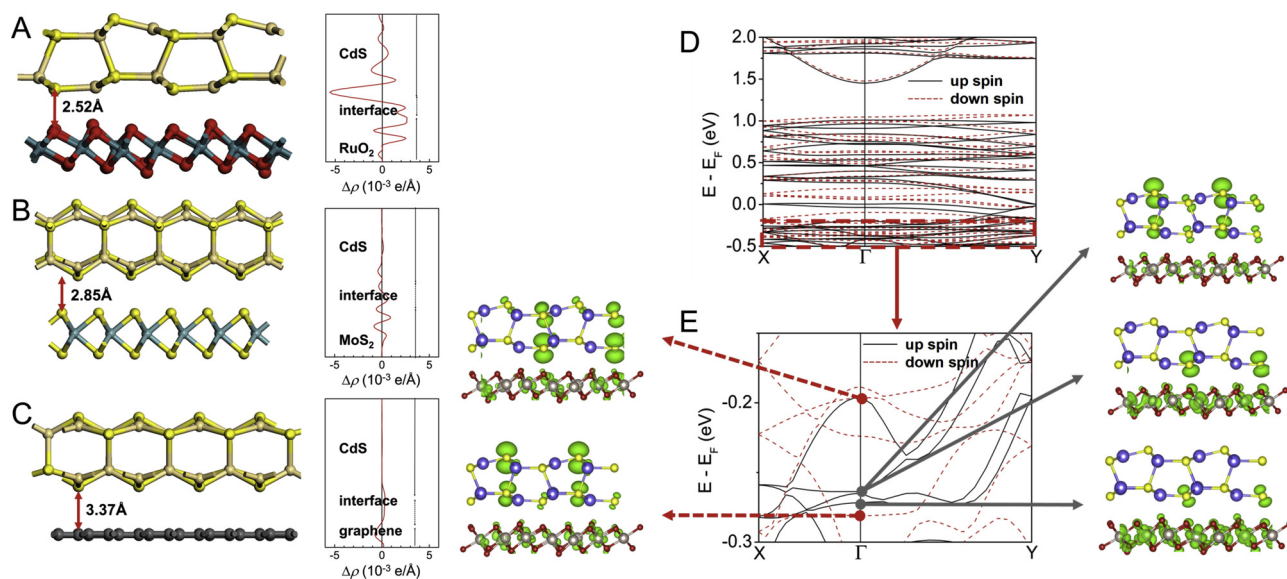 A
2.52Å
CdS
interface
RuO2
-5 0 5
Δρ (10-3 e/Å)
B
2.85Å
CdS
interface
MoS2
-5 0 5
Δρ (10-3 e/Å)
C
3.37Å
CdS
interface
graphene
-5 0 5
Δρ (10-3 e/Å)
D
E - EF (eV)
2.0
1.5
1.0
0.5
0.0
-0.5
up spin
down spin
X Γ Y
E
E - EF (eV)
-0.2
-0.3
up spin
down spin
X Γ Y